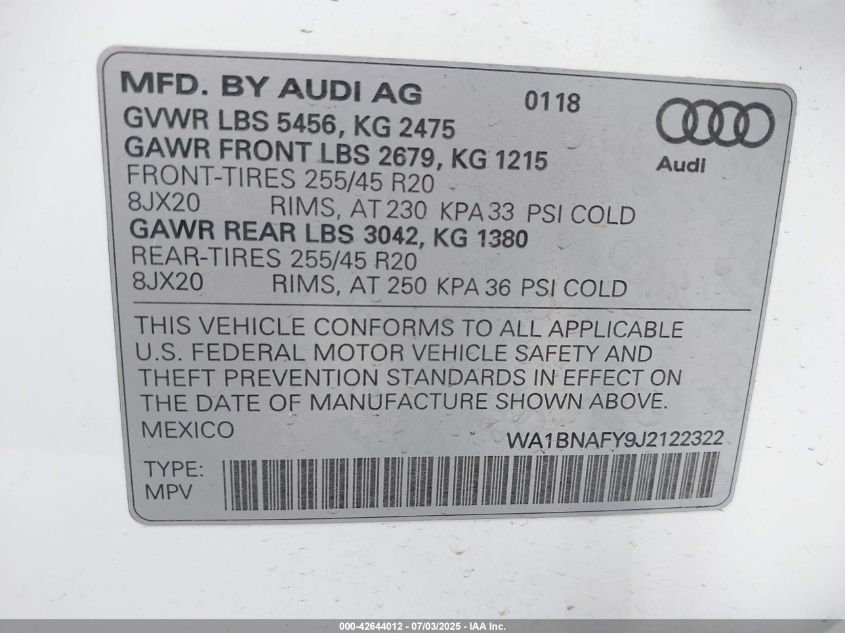 MFD. BY AUDI AG 0118
GVWR LBS 5456, KG 2475
GAWR FRONT LBS 2679, KG 1215
Audi
FRONT-TIRES 255/45 R20
8JX20 RIMS, AT 230 KPA 33 PSI COLD
GAWR REAR LBS 3042, KG 1380
REAR-TIRES 255/45 R20
8JX20 RIMS, AT 250 KPA 36 PSI COLD
THIS VEHICLE CONFORMS TO ALL APPLICABLE
U.S. FEDERAL MOTOR VEHICLE SAFETY AND
THEFT PREVENTION STANDARDS IN EFFECT ON
THE DATE OF MANUFACTURE SHOWN ABOVE.
MEXICO WA1BNAFY9J2122322
TYPE:
MPV
000-42644012 - 07/03/2025 - IAA Inc.